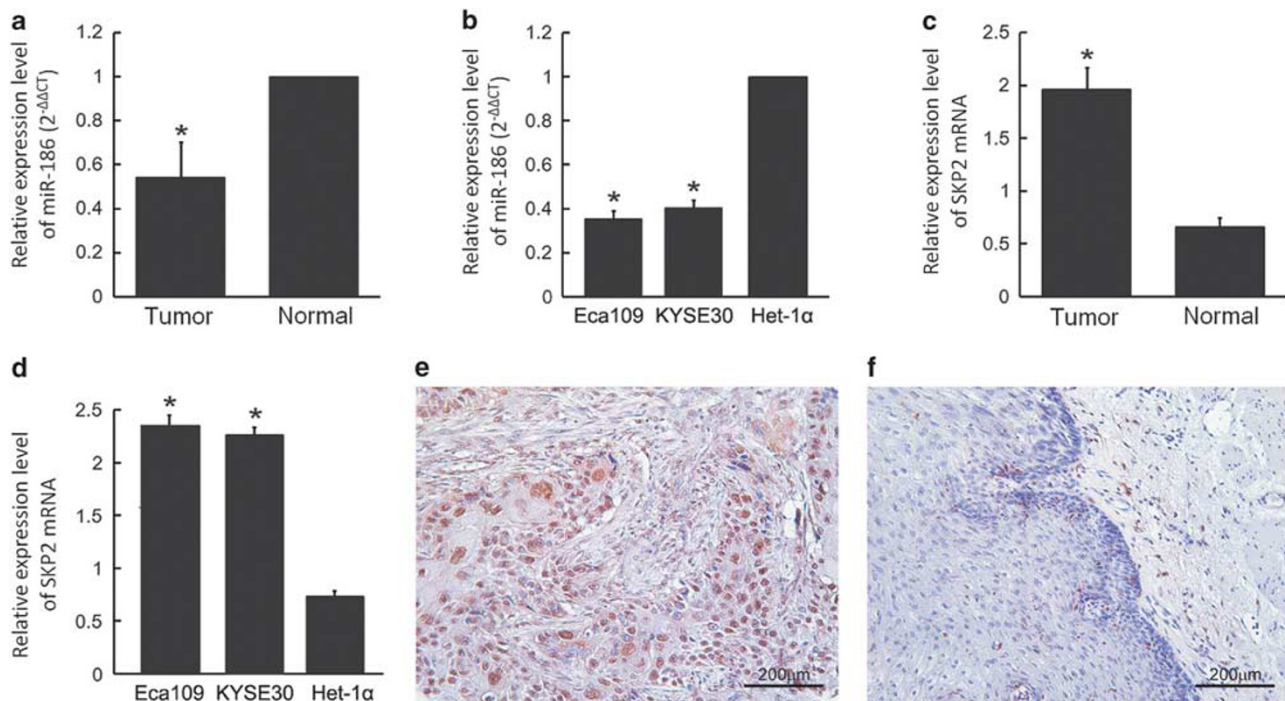 a
Relative expression level
of miR-186 (2-ΔΔCT)
1.2
1
0.8
0.6
0.4
0.2
0
*
Tumor Normal
b
Relative expression level
of miR-186 (2-ΔΔCT)
1.2
1
0.8
0.6
0.4
0.2
0
* *
Eca109 KYSE30 Het-1α
c
Relative expression level
of SKP2 mRNA
2.5
2
1.5
1
0.5
0
*
Tumor Normal
d
Relative expression level
of SKP2 mRNA
2.5
2
1.5
1
0.5
0
* *
Eca109 KYSE30 Het-1α
e
200μm
f
200μm